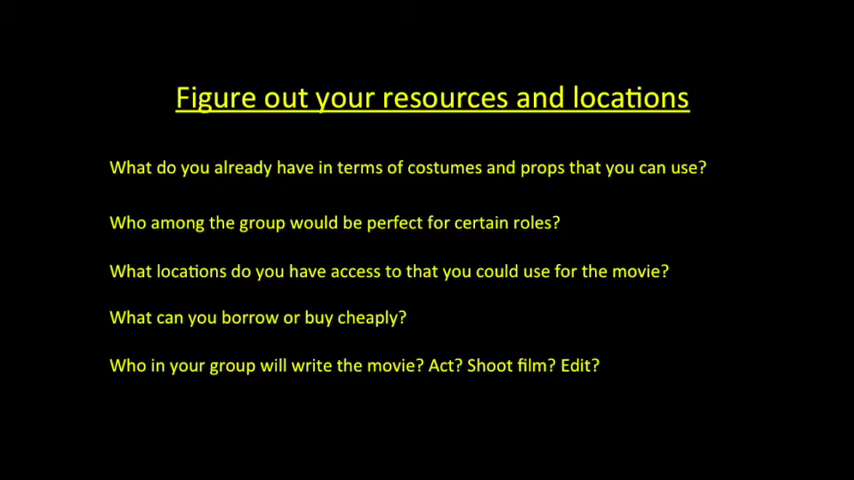 Figure out your resources and locations
What do you already have in terms of costumes and props that you can use?
Who among the group would be perfect for certain roles?
What locations do you have access to that you could use for the movie?
What can you borrow or buy cheaply?
Who in your group will write the movie? Act? Shoot film? Edit?